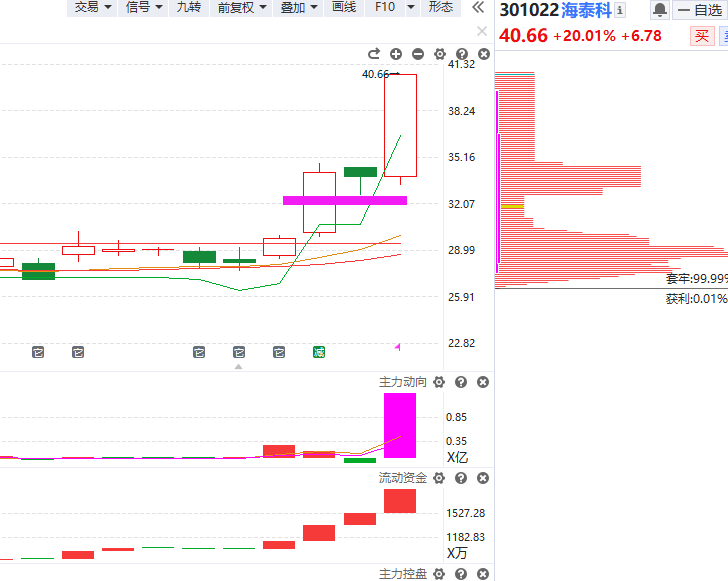 交易 信号 九转 前复权 叠加 画线 F10 形态
301022 海泰科
自选
40.66 +20.01% +6.78
买
41.32
40.66
38.24
35.16
32.07
28.99
25.91
22.82
套牢:99.99%
获利:0.01%
减
主力动向
0.85
0.35
X亿
流动资金
1527.28
1182.83
X万
主力控盘